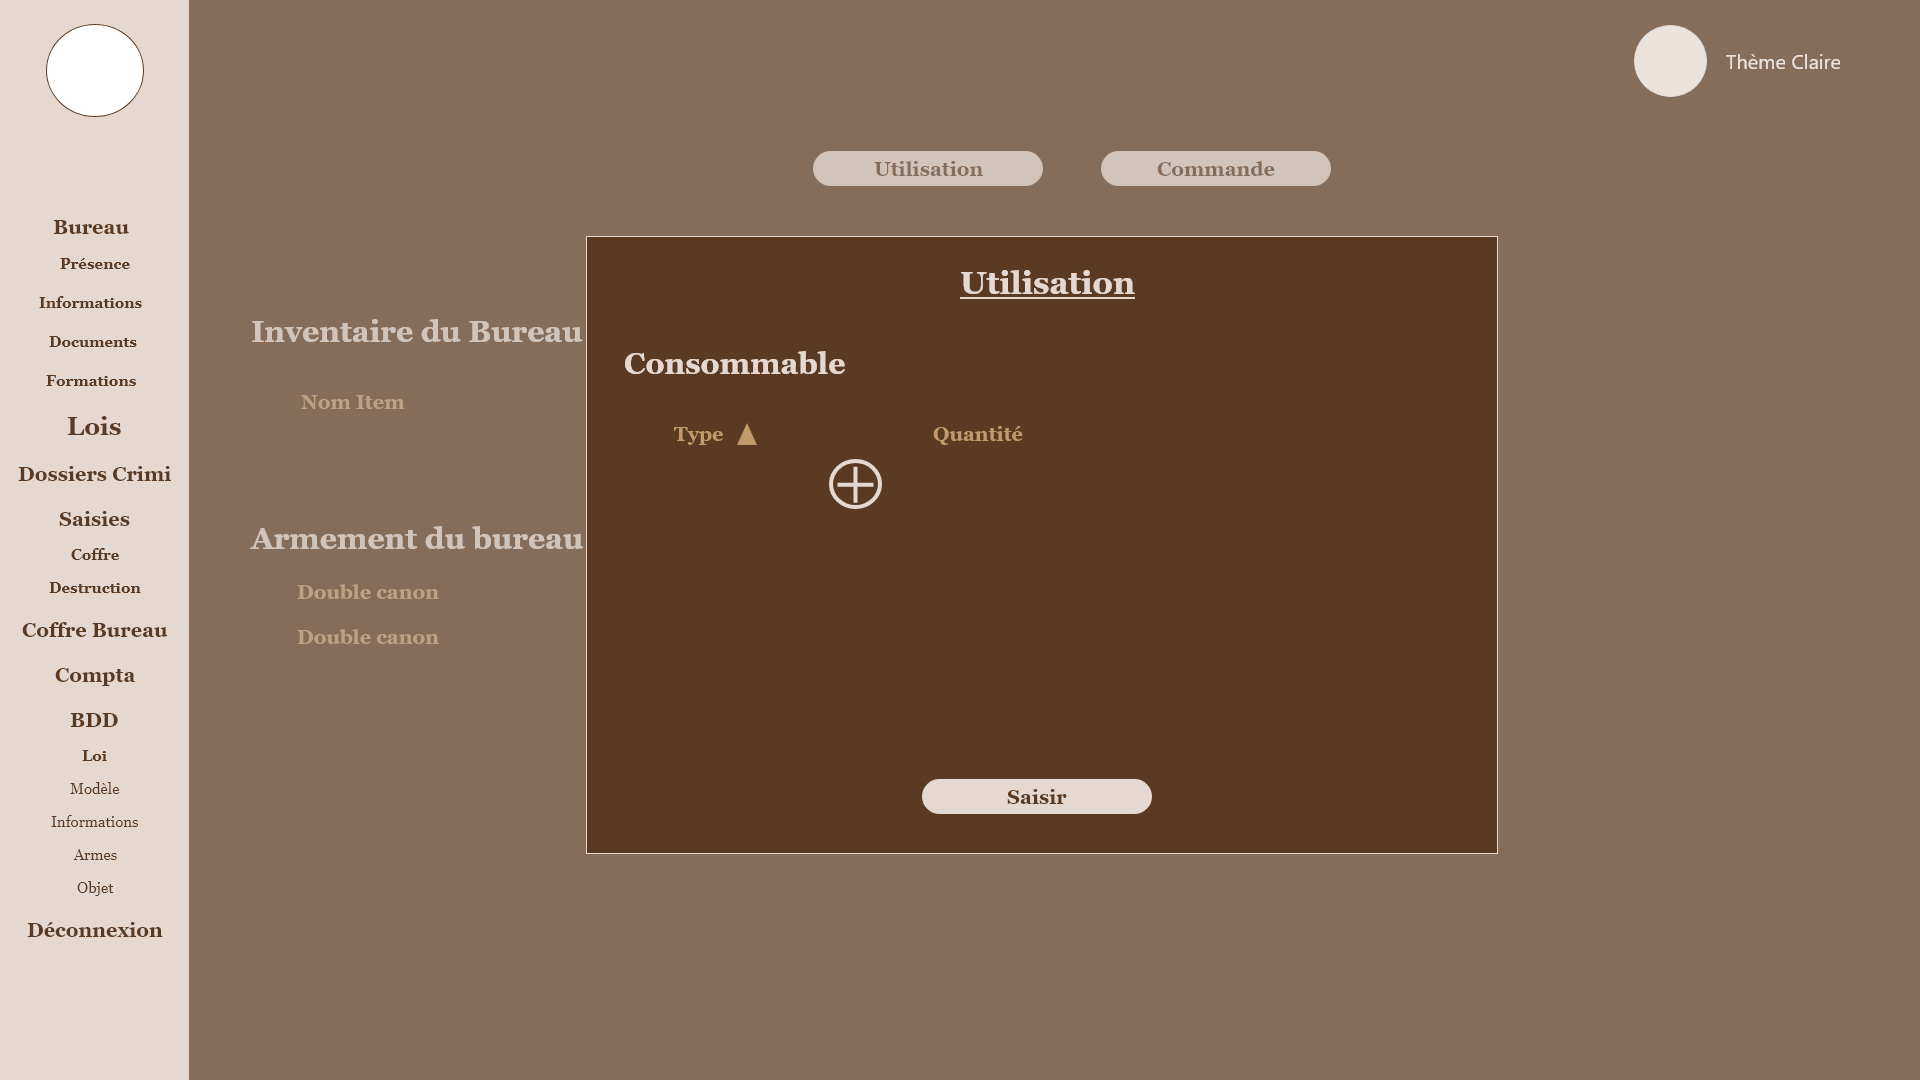 Thème Claire
Utilisation
Commande
Bureau
Présence
Informations
Documents
Formations
Lois
Dossiers Crimi
Saisies
Coffre
Destruction
Coffre Bureau
Compta
BDD
Loi
Modèle
Informations
Armes
Objet
Déconnexion
Inventaire du Bureau
Nom Item
Armement du bureau
Double canon
Double canon
Utilisation
Consommable
Type
Quantité
Saisir